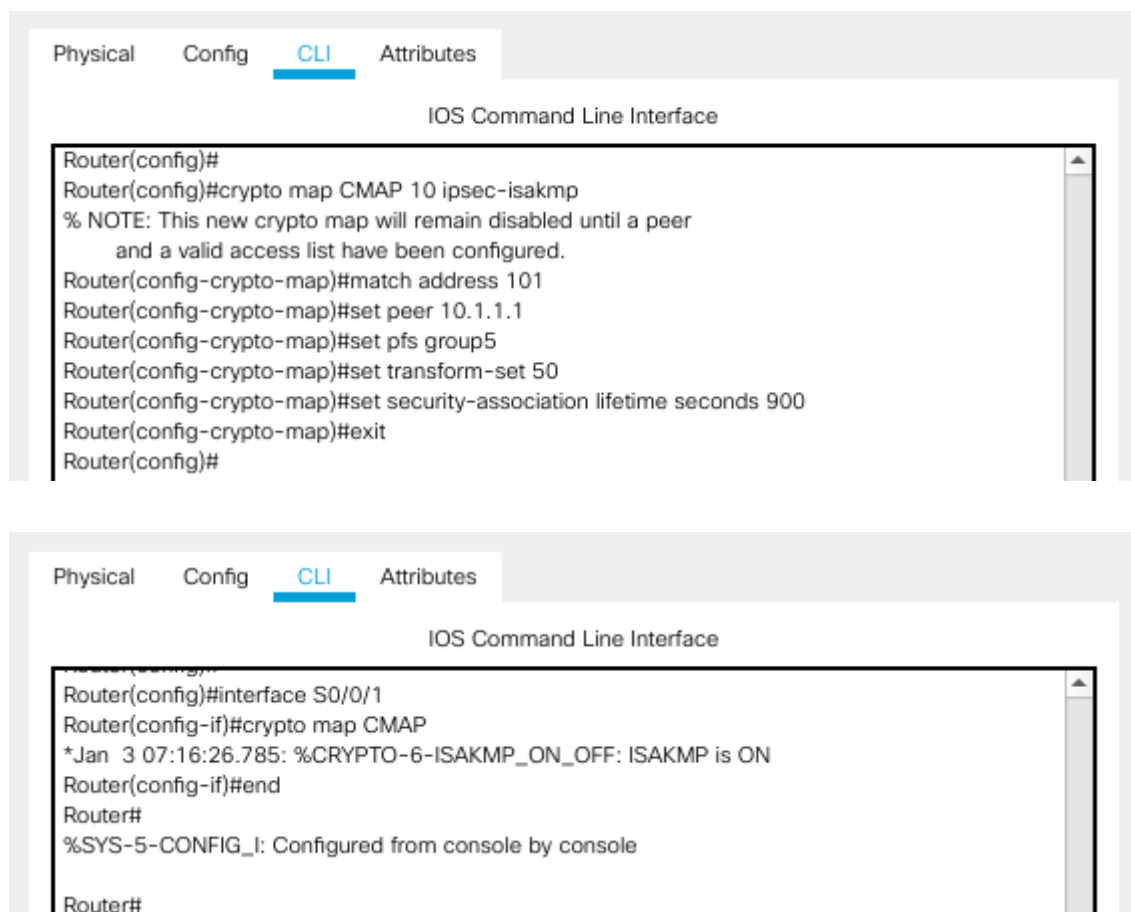 Physical Config CLI Attributes
IOS Command Line Interface
Router(config)#
Router(config)#crypto map CMAP 10 ipsec-isakmp
% NOTE: This new crypto map will remain disabled until a peer
and a valid access list have been configured.
Router(config-crypto-map)#match address 101
Router(config-crypto-map)#set peer 10.1.1.1
Router(config-crypto-map)#set pfs group5
Router(config-crypto-map)#set transform-set 50
Router(config-crypto-map)#set security-association lifetime seconds 900
Router(config-crypto-map)#exit
Router(config)#
Physical Config CLI Attributes
IOS Command Line Interface
Router(config)#interface S0/0/1
Router(config-if)#crypto map CMAP
*Jan 3 07:16:26.785: %CRYPTO-6-ISAKMP_ON_OFF: ISAKMP is ON
Router(config-if)#end
Router#
%SYS-5-CONFIG_I: Configured from console by console
Router#